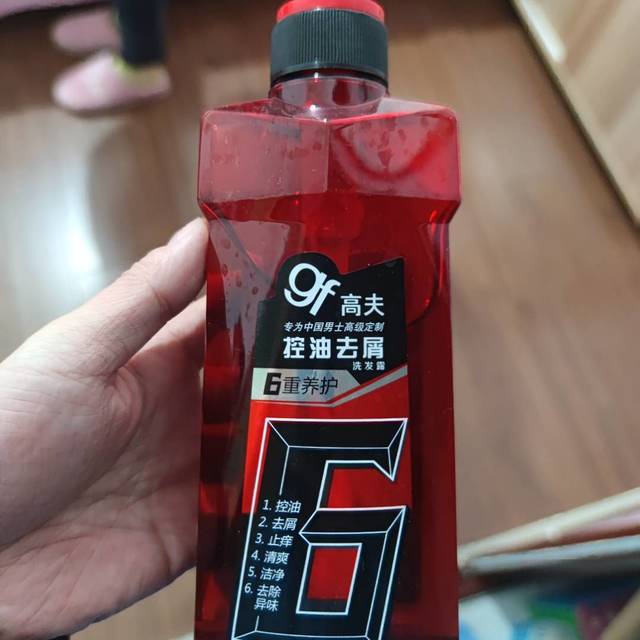 gf 高夫
专为中国男士高级定制
控油去屑
洗发露
6重养护
6
1. 控油
2. 去屑
3. 止痒
4. 清爽
5. 洁净
6. 去除
异味